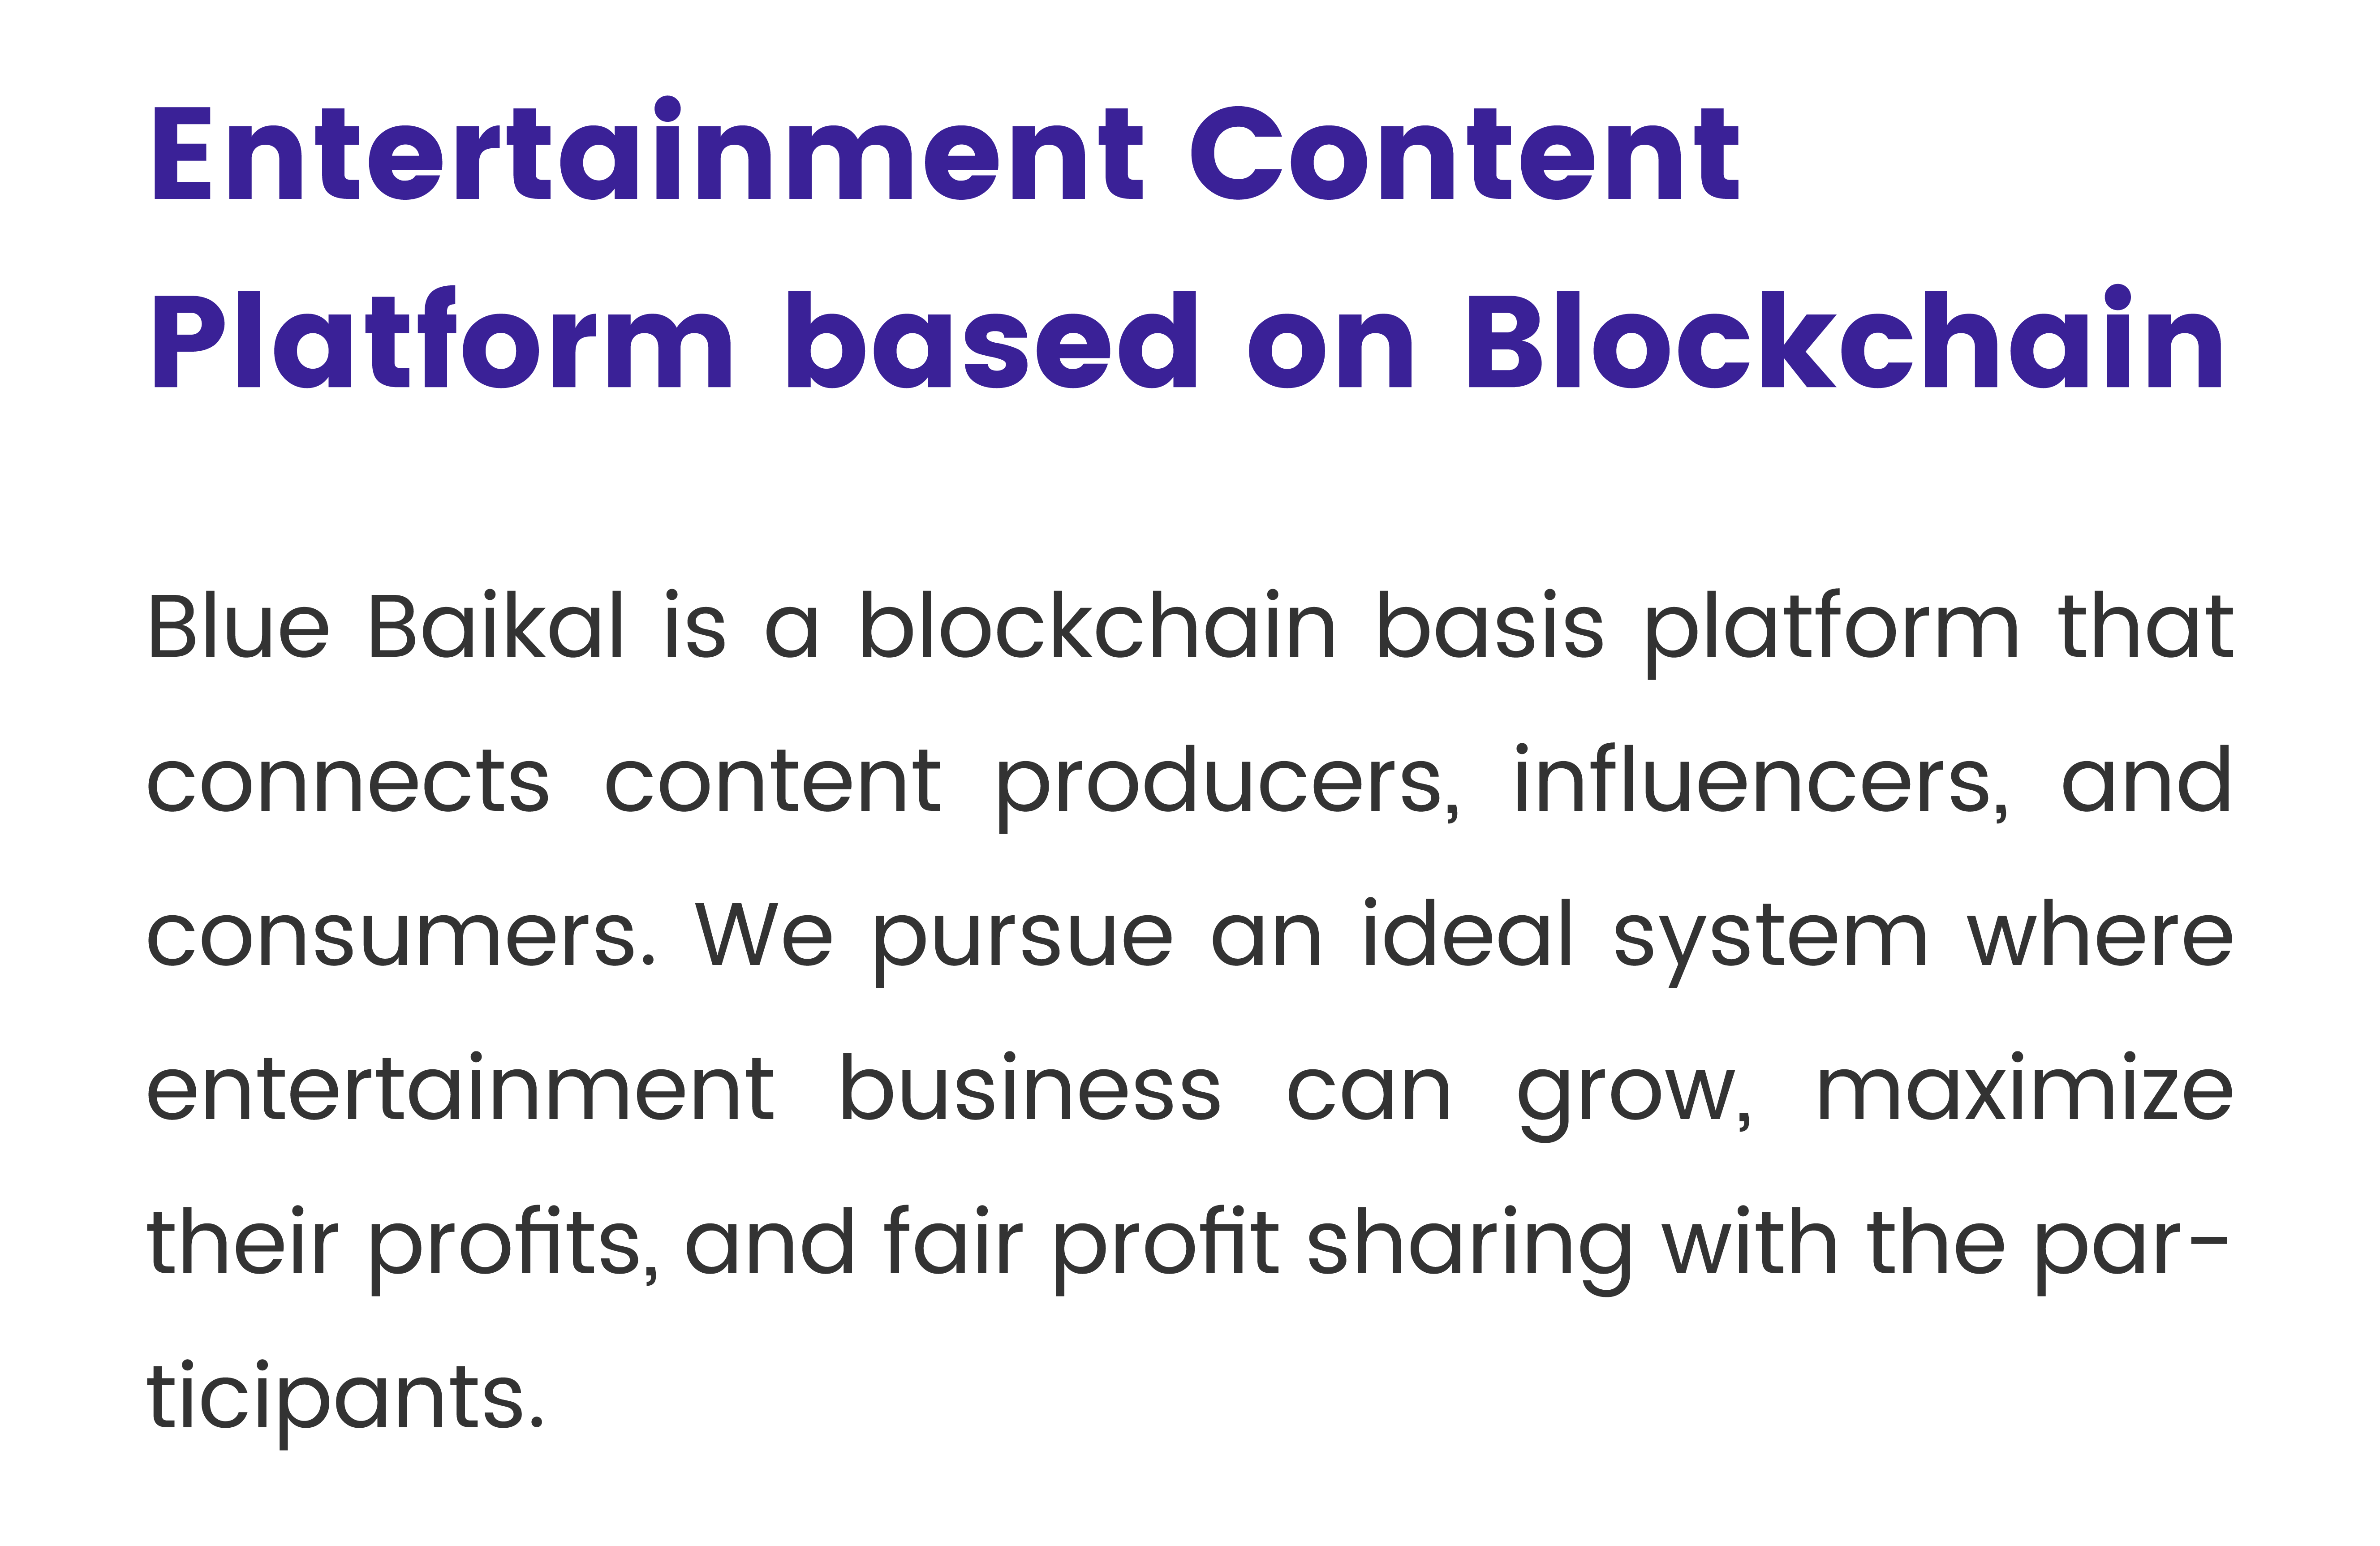 Entertainment Content
Platform based on Blockchain
Blue Baikal is a blockchain basis platform that
connects content producers, influencers, and
consumers. We pursue an ideal system where
entertainment business can grow, maximize
their profits, and fair profit sharing with the par-
ticipants.